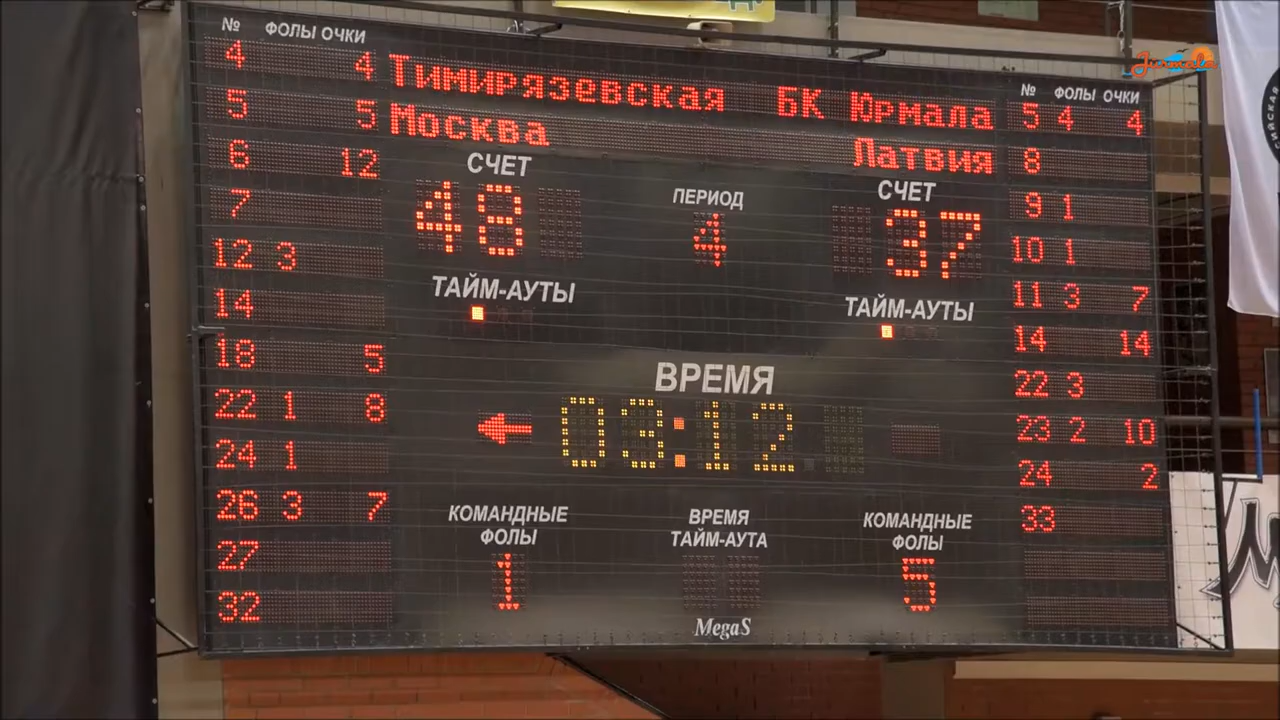 № ФОЛЫ ОЧКИ
4 4
5 5
6 12
7
12 3
14
18 5
22 1 8
24 1
26 3 7
27
32
Тимирязевская БК Юрмала
Москва Латвия
СЧЕТ ПЕРИОД СЧЕТ
48 4 37
ТАЙМ-АУТЫ ТАЙМ-АУТЫ
ВРЕМЯ
03:12
КОМАНДНЫЕ ФОЛЫ
1
ВРЕМЯ ТАЙМ-АУТА
КОМАНДНЫЕ ФОЛЫ
5
MegaS
№ ФОЛЫ ОЧКИ
5 4 4
8
9 1
10 1
11 3 7
14 14
22 3
23 2 10
24 2
33
Jurmala